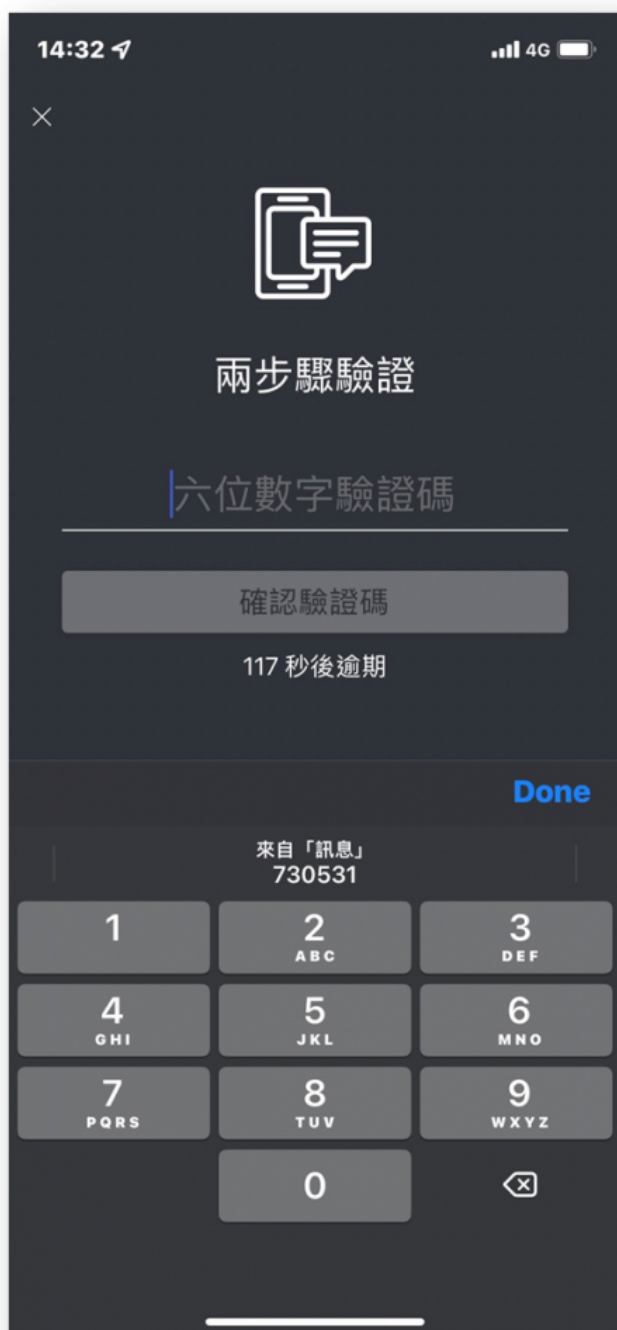 14:32
4G
兩步驟驗證
六位數字驗證碼
確認驗證碼
117 秒後逾期
Done
來自「訊息」
730531
1
2
ABC
3
DEF
4
GHI
5
JKL
6
MNO
7
PQRS
8
TUV
9
WXYZ
0